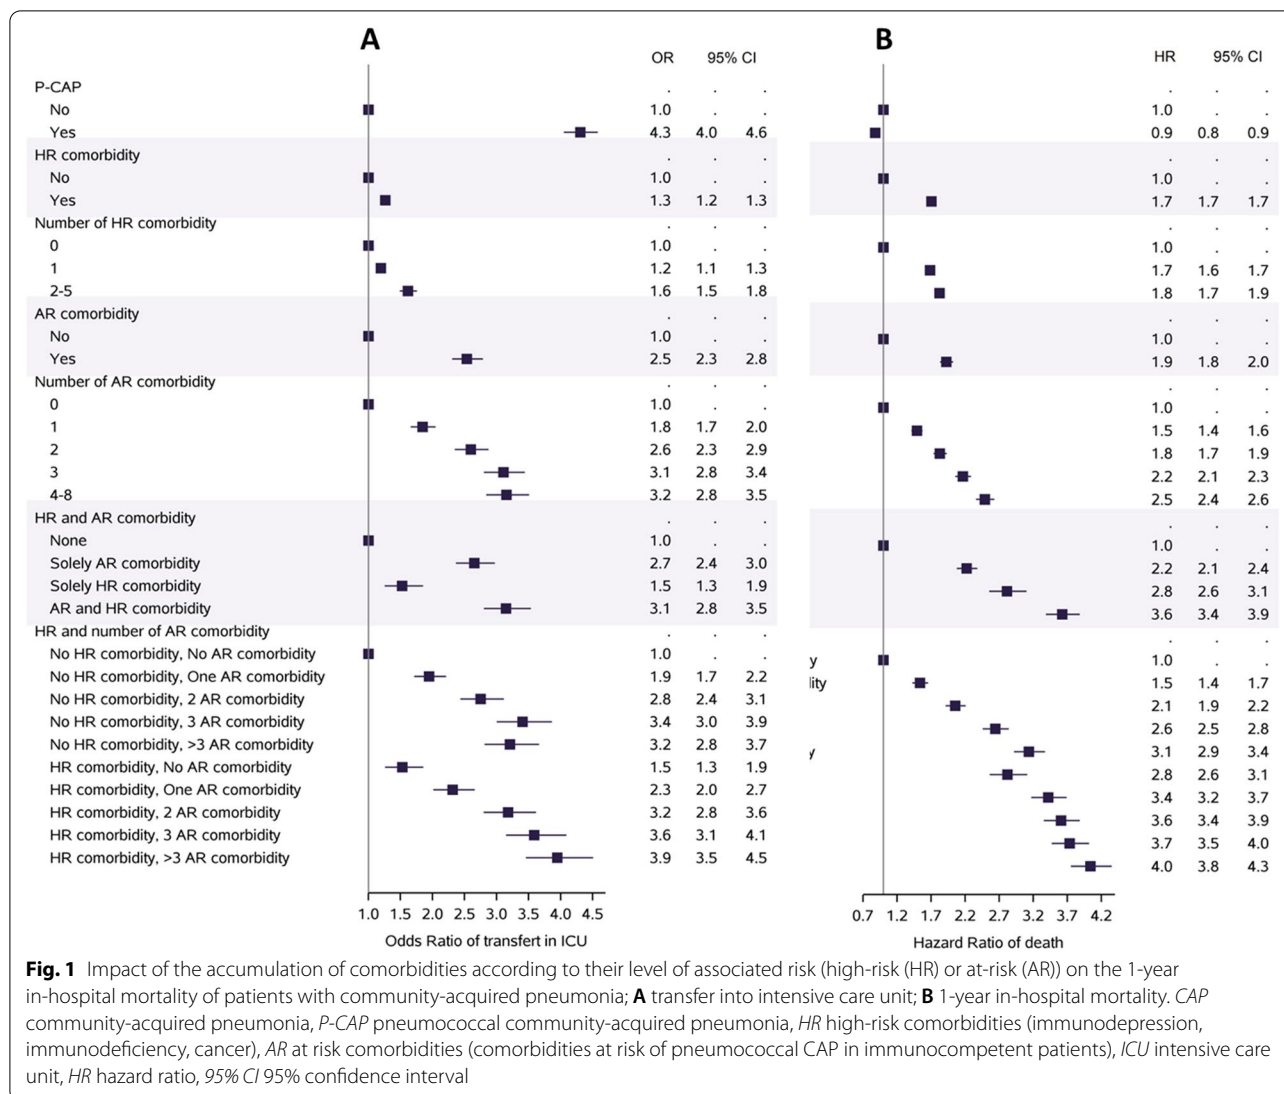 A B
OR 95% CI HR 95% CI
P-CAP . . . . . .
No 1.0 . . 1.0 . .
Yes 4.3 4.0 4.6 0.9 0.8 0.9
HR comorbidity . . . . . .
No 1.0 . . 1.0 . .
Yes 1.3 1.2 1.3 1.7 1.7 1.7
Number of HR comorbidity . . . . . .
0 1.0 . . 1.0 . .
1 1.2 1.1 1.3 1.7 1.6 1.7
2-5 1.6 1.5 1.8 1.8 1.7 1.9
AR comorbidity . . . . . .
No 1.0 . . 1.0 . .
Yes 2.5 2.3 2.8 1.9 1.8 2.0
Number of AR comorbidity . . . . . .
0 1.0 . . 1.0 . .
1 1.8 1.7 2.0 1.5 1.4 1.6
2 2.6 2.3 2.9 1.8 1.7 1.9
3 3.1 2.8 3.4 2.2 2.1 2.3
4-8 3.2 2.8 3.5 2.5 2.4 2.6
HR and AR comorbidity . . . . . .
None 1.0 . . 1.0 . .
Solely AR comorbidity 2.7 2.4 3.0 2.2 2.1 2.4
Solely HR comorbidity 1.5 1.3 1.9 2.8 2.6 3.1
AR and HR comorbidity 3.1 2.8 3.5 3.6 3.4 3.9
HR and number of AR comorbidity . . . . . .
No HR comorbidity, No AR comorbidity 1.0 . . y 1.0 . .
No HR comorbidity, One AR comorbidity 1.9 1.7 2.2 lity 1.5 1.4 1.7
No HR comorbidity, 2 AR comorbidity 2.8 2.4 3.1 2.1 1.9 2.2
No HR comorbidity, 3 AR comorbidity 3.4 3.0 3.9 2.6 2.5 2.8
No HR comorbidity, >3 AR comorbidity 3.2 2.8 3.7 y 3.1 2.9 3.4
HR comorbidity, No AR comorbidity 1.5 1.3 1.9 2.8 2.6 3.1
HR comorbidity, One AR comorbidity 2.3 2.0 2.7 3.4 3.2 3.7
HR comorbidity, 2 AR comorbidity 3.2 2.8 3.6 3.6 3.4 3.9
HR comorbidity, 3 AR comorbidity 3.6 3.1 4.1 3.7 3.5 4.0
HR comorbidity, >3 AR comorbidity 3.9 3.5 4.5 4.0 3.8 4.3
1.0 1.5 2.0 2.5 3.0 3.5 4.0 4.5 0.7 1.2 1.7 2.2 2.7 3.2 3.7 4.2
Odds Ratio of transfert in ICU Hazard Ratio of death
Fig. 1 Impact of the accumulation of comorbidities according to their level of associated risk (high-risk (HR) or at-risk (AR)) on the 1-year
in-hospital mortality of patients with community-acquired pneumonia; A transfer into intensive care unit; B 1-year in-hospital mortality. CAP
community-acquired pneumonia, P-CAP pneumococcal community-acquired pneumonia, HR high-risk comorbidities (immunodepression,
immunodeficiency, cancer), AR at risk comorbidities (comorbidities at risk of pneumococcal CAP in immunocompetent patients), ICU intensive care
unit, HR hazard ratio, 95% CI 95% confidence interval